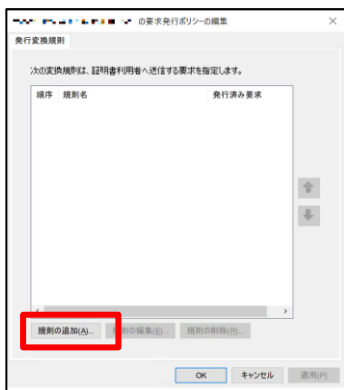 の要求発行ポリシーの編集
発行変換規則
次の変換規則は、証明書利用者へ送信する要求を指定します。
順序 規則名 発行済み要求
規則の追加(A)... 規則の編集(E)... 規則の削除(R)...
OK キャンセル 適用(P)